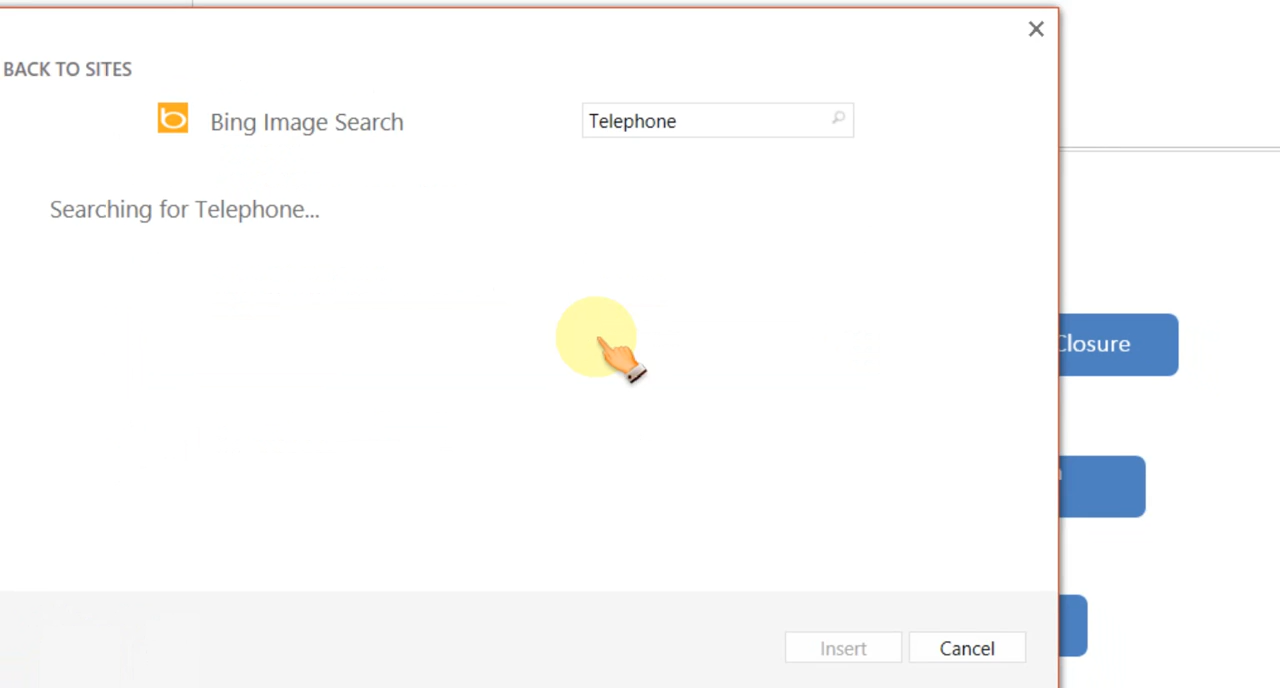 BACK TO SITES
Bing Image Search
Telephone
Searching for Telephone...
Closure
Insert
Cancel